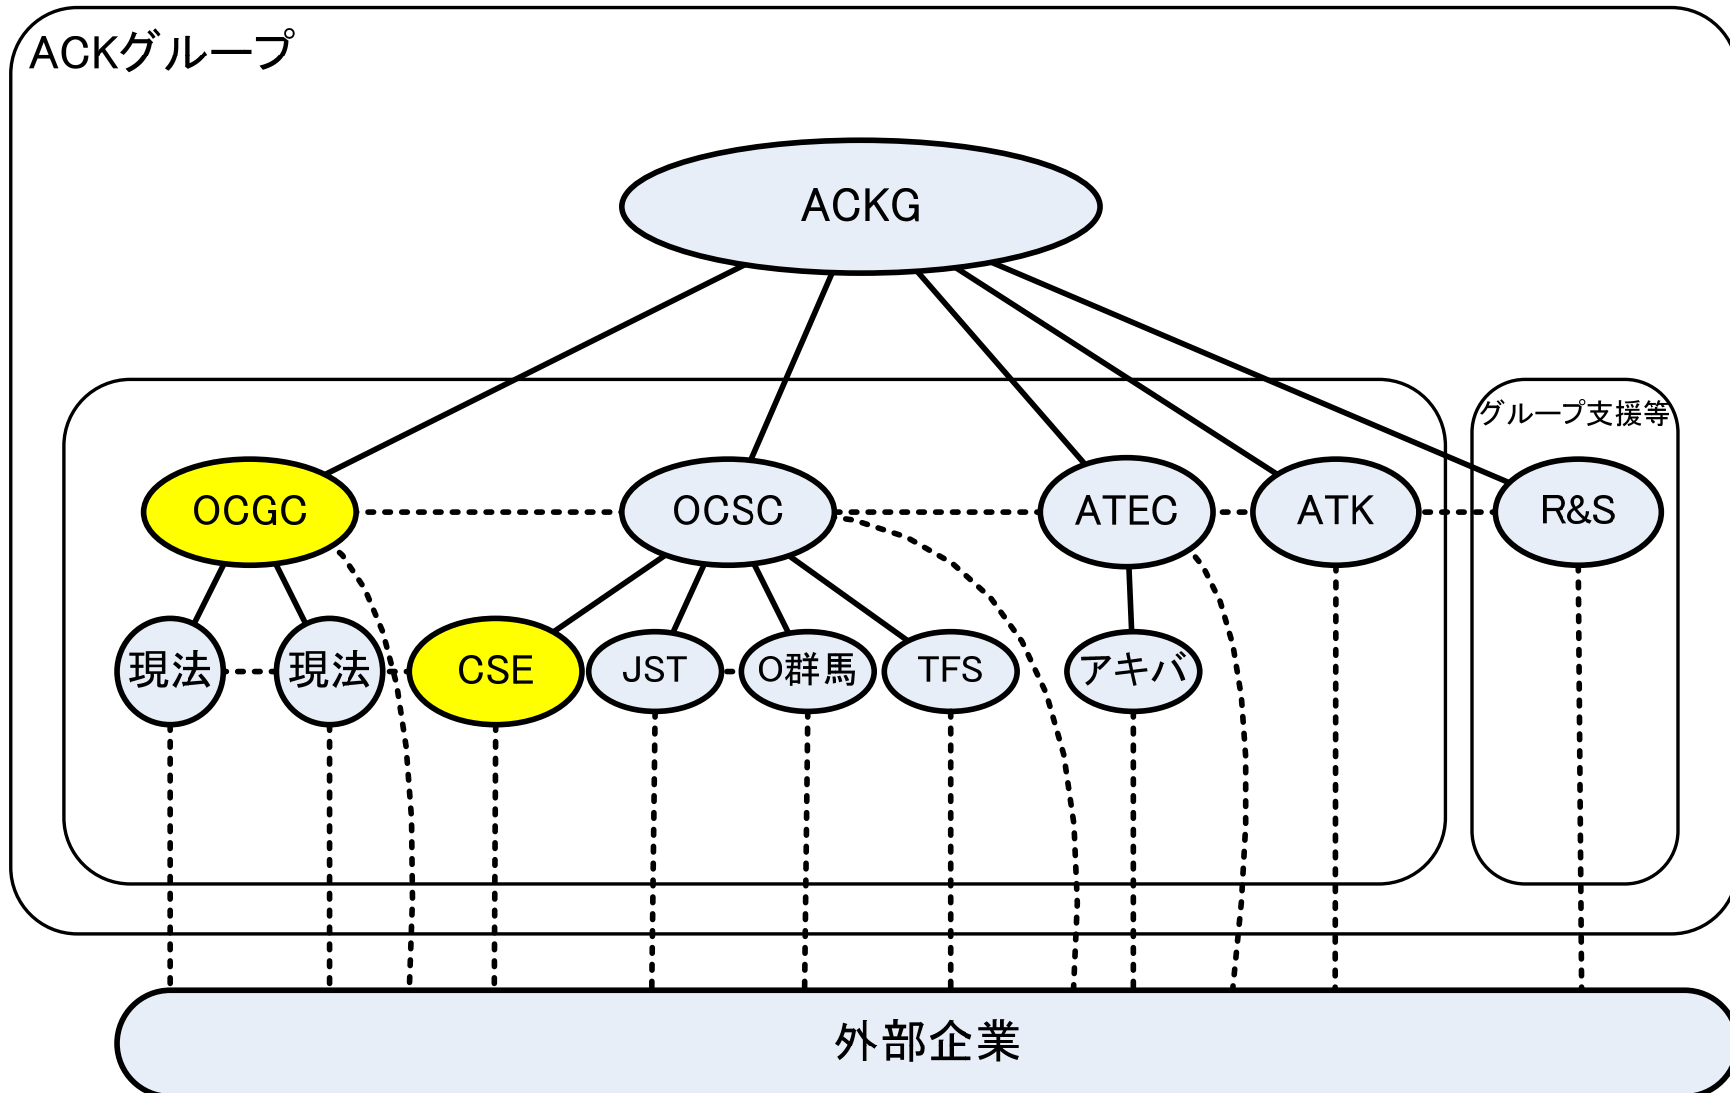 ACKグループ
ACKG
グループ支援等
OCGC
OCSC
ATEC
ATK
R&S
現法
現法
CSE
JST
O群馬
TFS
アキバ
外部企業